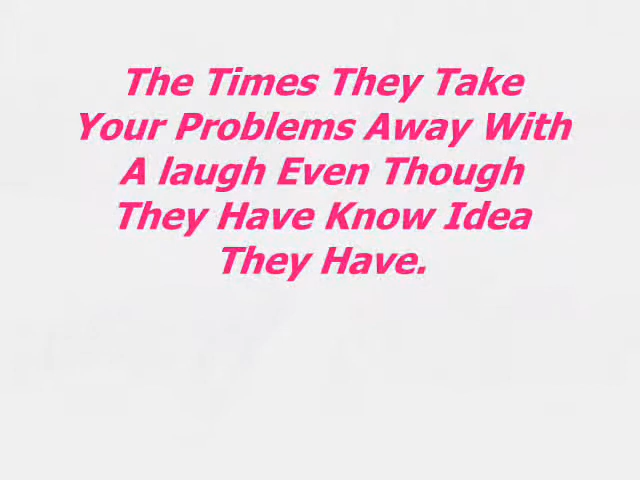 The Times They Take
Your Problems Away With
A laugh Even Though
They Have Know Idea
They Have.